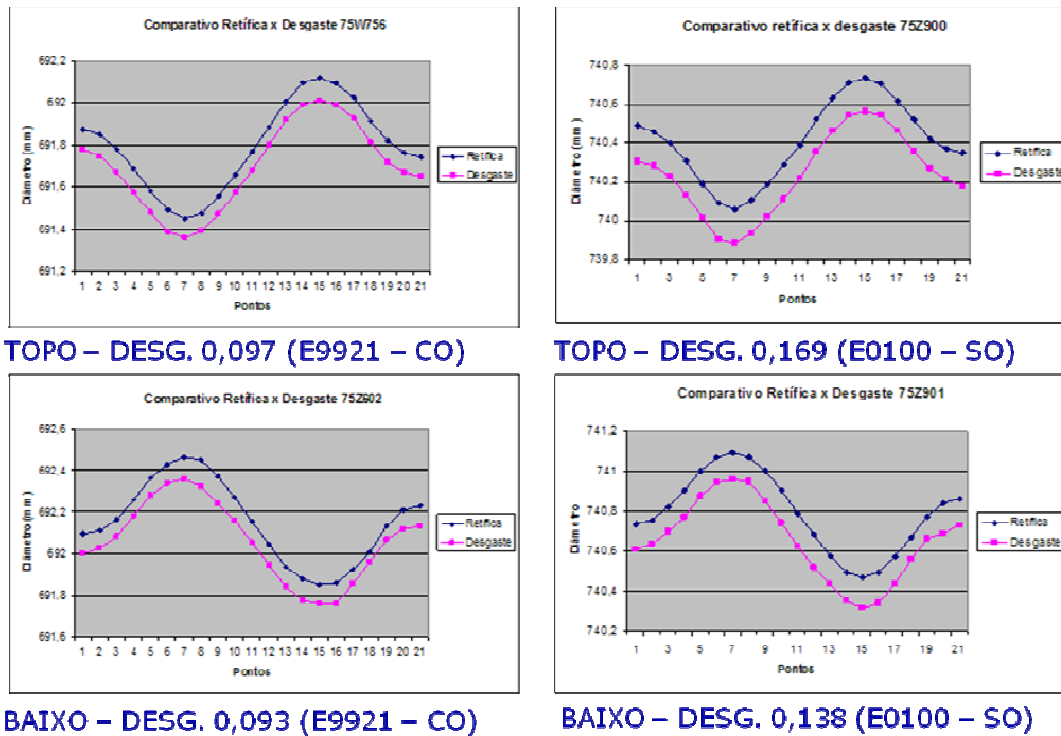 Comparativo Retífica x Desgaste 75W756
Diâmetro (mm)
692,2
692
691,8
691,6
691,4
691,2
1 2 3 4 5 6 7 8 9 10 11 12 13 14 15 16 17 18 19 20 21
Pontos
Retífica
Desgaste
TOPO – DESG. 0,097 (E9921 – CO)
Comparativo retífica x desgaste 75Z900
Diâmetro (mm)
740,8
740,6
740,4
740,2
740
739,8
1 3 5 7 9 11 13 15 17 19 21
Pontos
Retífica
Desgaste
TOPO – DESG. 0,169 (E0100 – SO)
Comparativo Retífica x Desgaste 75Z602
Diâmetro (mm)
692,6
692,4
692,2
692
691,8
691,6
1 2 3 4 5 6 7 8 9 10 11 12 13 14 15 16 17 18 19 20 21
Pontos
Retífica
Desgaste
BAIXO – DESG. 0,093 (E9921 – CO)
Comparativo Retífica x Desgaste 75Z901
Diâmetro
741,2
741
740,8
740,6
740,4
740,2
1 3 5 7 9 11 13 15 17 19 21
Pontos
Retífica
Desgaste
BAIXO – DESG. 0,138 (E0100 – SO)